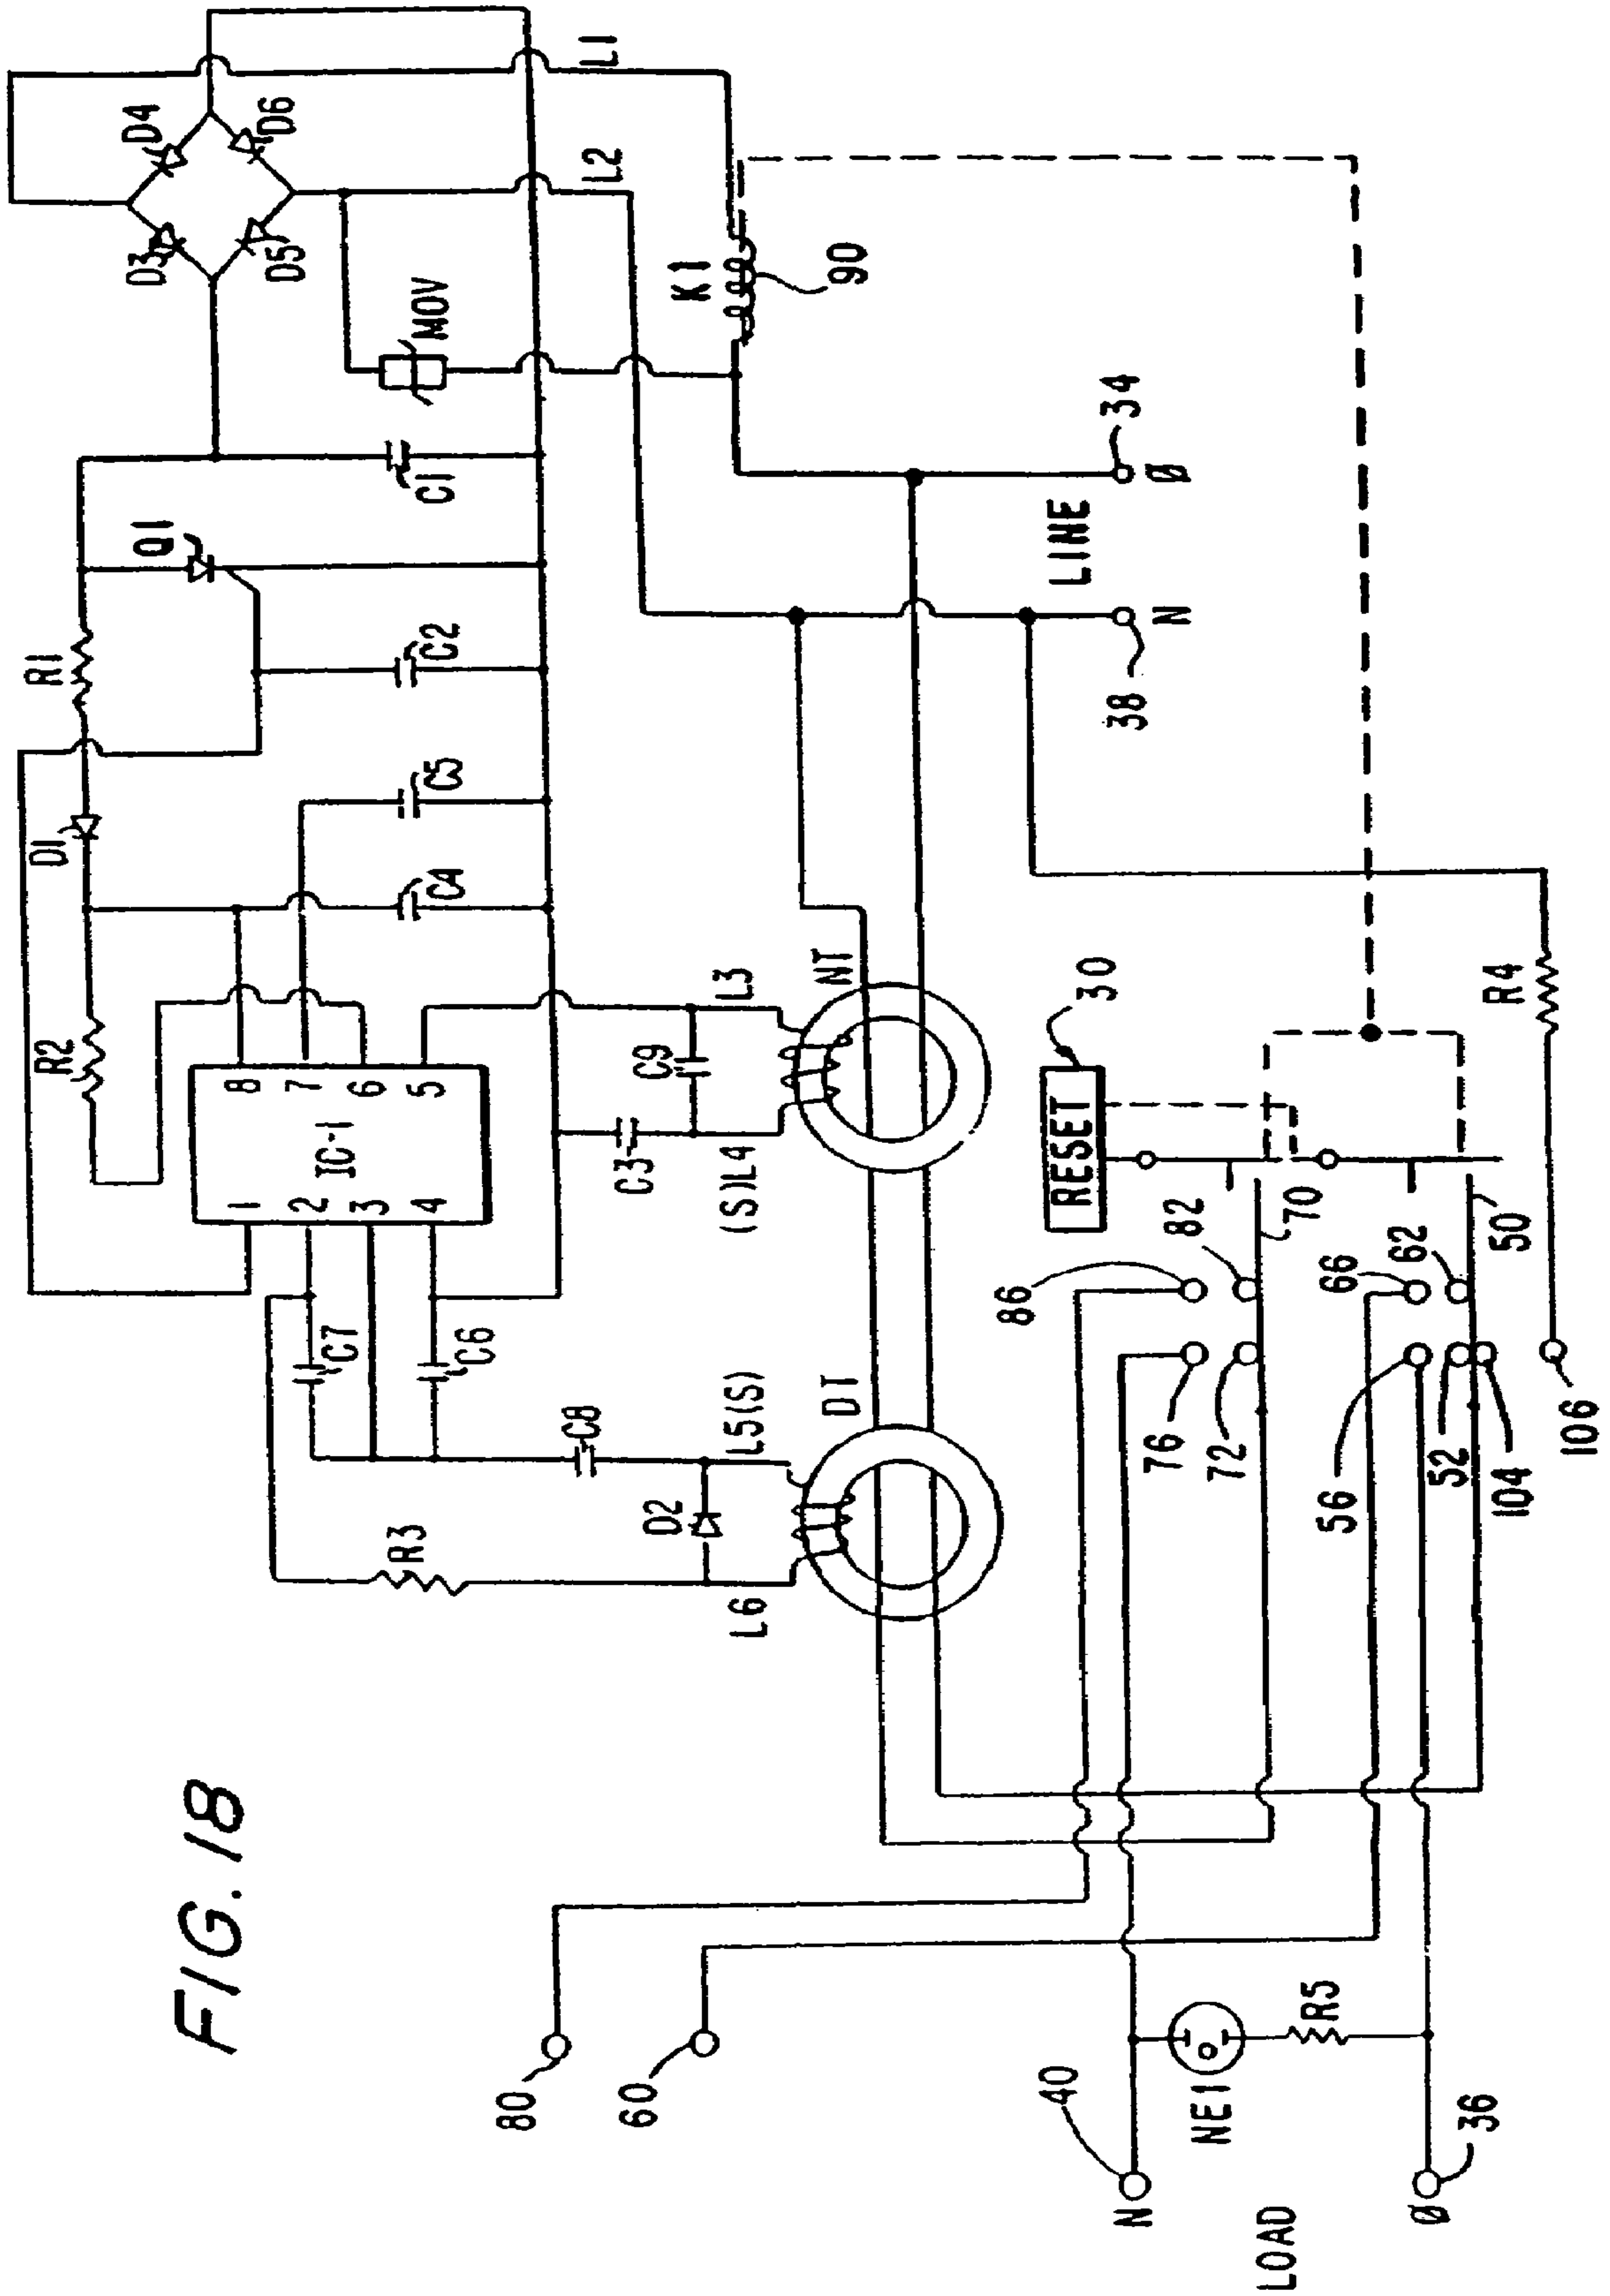 FIG. 18
R3
R2
D1
R1
Q1
D3
D4
D5
D6
IC-1
1
2
3
4
8
7
6
5
C7
C6
C8
C4
C5
C2
C1
MOV
L1
L2
D2
L6
L5(S)
C3
C9
(S)L4
L3
K1
90
DT
NT
80
60
LINE
N
38
Ø
34
RESET
30
86
82
70
76
72
66
62
50
56
52
104
106
R4
40
N
NE1
R5
LOAD
Ø
36